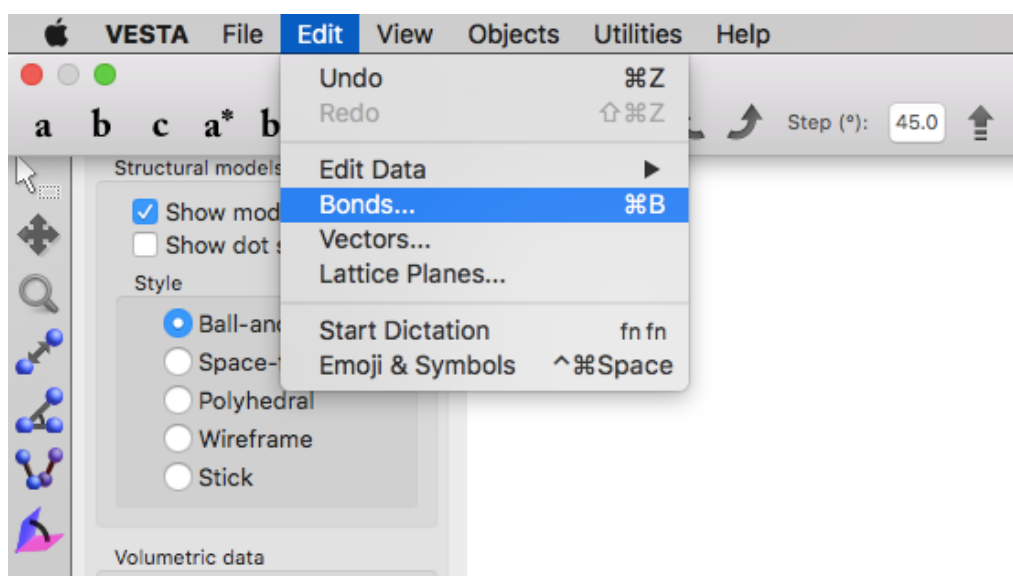 VESTA File Edit View Objects Utilities Help
Undo ⌘Z
Redo ⇧⌘Z
a b c a* b
Step (°): 45.0
Structural models
Edit Data ▶
Show mod
Bonds... ⌘B
Show dot
Vectors...
Style
Lattice Planes...
Ball-an
Start Dictation fn fn
Space-
Emoji & Symbols ^⌘Space
Polyhedral
Wireframe
Stick
Volumetric data